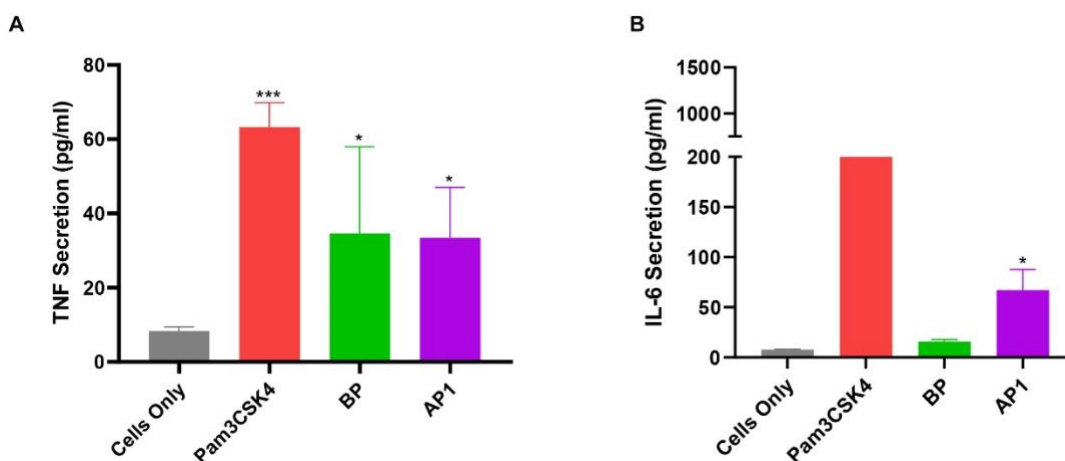 A
TNF Secretion (pg/ml)
80
60
40
20
0
***
*
*
Cells Only
Pam3CSK4
BP
AP1
B
IL-6 Secretion (pg/ml)
1500
1000
200
150
100
50
0
*
Cells Only
Pam3CSK4
BP
AP1